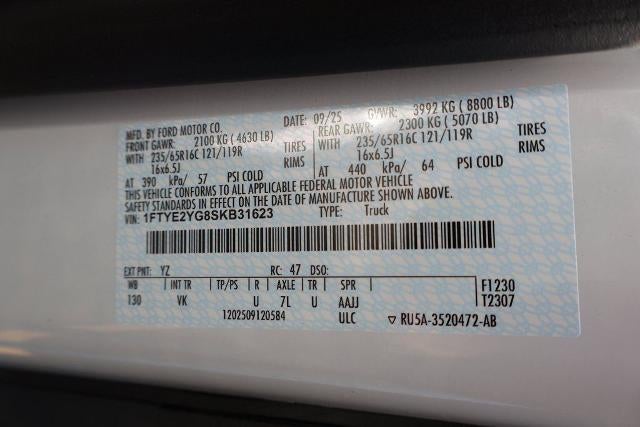 MFD. BY FORD MOTOR CO. DATE: 09/25 GVWR: 3992 KG ( 8800 LB)
FRONT GAWR: 2100 KG ( 4630 LB) REAR GAWR: 2300 KG ( 5070 LB)
WITH 235/65R16C 121/119R TIRES WITH 235/65R16C 121/119R TIRES
16x6.5J RIMS 16x6.5J RIMS
AT 390 kPa/ 57 PSI COLD AT 440 kPa/ 64 PSI COLD
THIS VEHICLE CONFORMS TO ALL APPLICABLE FEDERAL MOTOR VEHICLE
SAFETY STANDARDS IN EFFECT ON THE DATE OF MANUFACTURE SHOWN ABOVE.
VIN: 1FTYE2YG8SKB31623 TYPE: Truck
EXT PNT: YZ RC: 47 DSO:
WB INT TR TP/PS R AXLE TR SPR F1230
130 VK U 7L U AAJJ T2307
1202509120584 ULC ▽ RU5A-3520472-AB